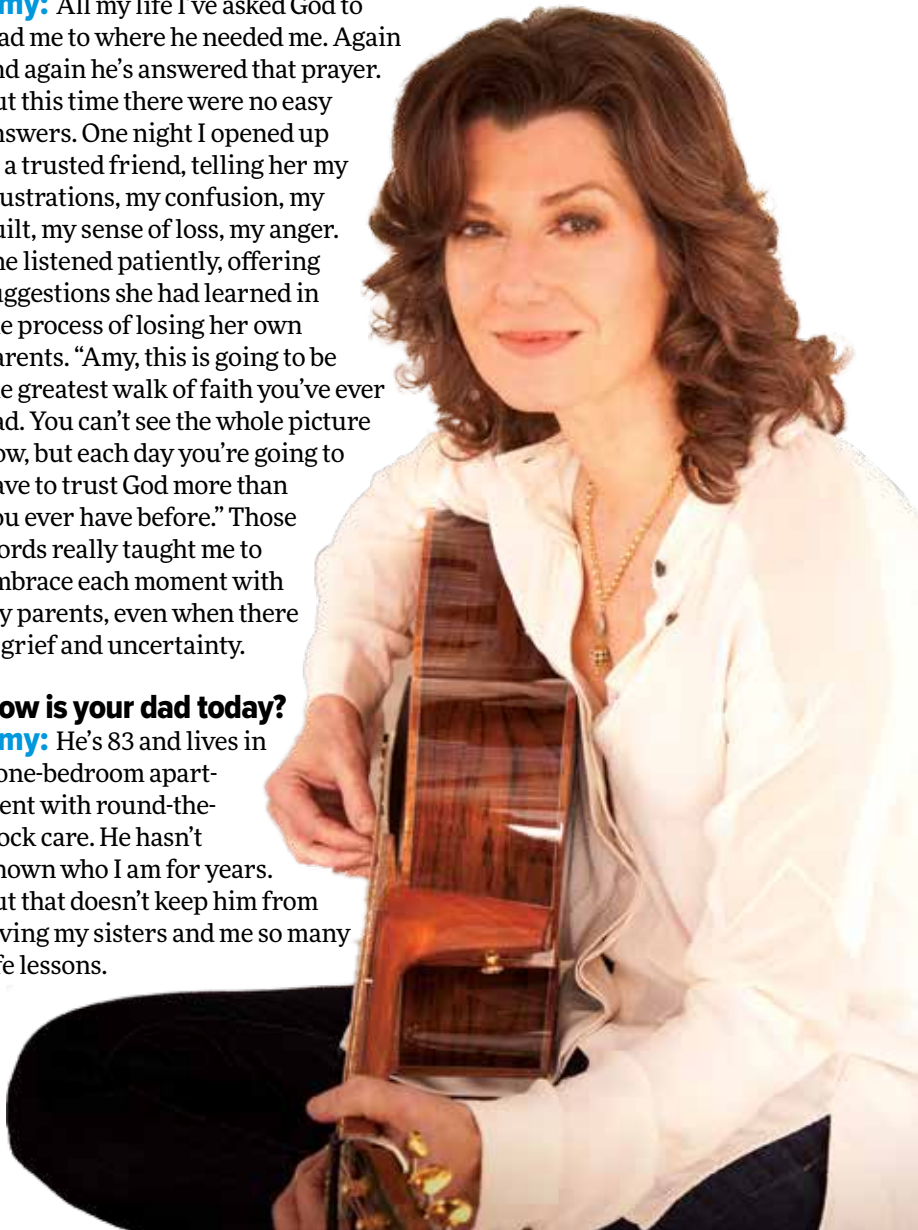 my: All my life I've asked God to
ad me to where he needed me. Again
nd again he's answered that prayer.
ut this time there were no easy
nswers. One night I opened up
a trusted friend, telling her my
ustrations, my confusion, my
uilt, my sense of loss, my anger.
he listened patiently, offering
uggestions she had learned in
e process of losing her own
arents. “Amy, this is going to be
e greatest walk of faith you've ever
ad. You can't see the whole picture
ow, but each day you're going to
ave to trust God more than
ou ever have before.” Those
ords really taught me to
mbrace each moment with
y parents, even when there
grief and uncertainty.
ow is your dad today?
my: He's 83 and lives in
one-bedroom apart-
ent with round-the-
ock care. He hasn't
nown who I am for years.
ut that doesn't keep him from
ving my sisters and me so many
fe lessons.